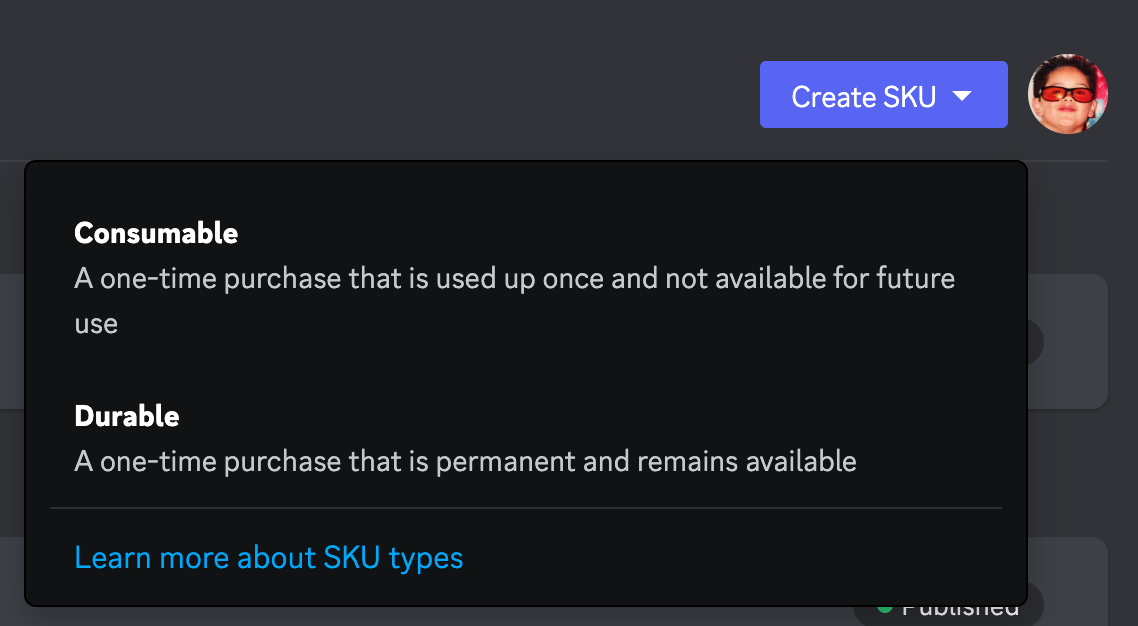 Create SKU
Consumable
A one-time purchase that is used up once and not available for future
use
Durable
A one-time purchase that is permanent and remains available
Learn more about SKU types
Published